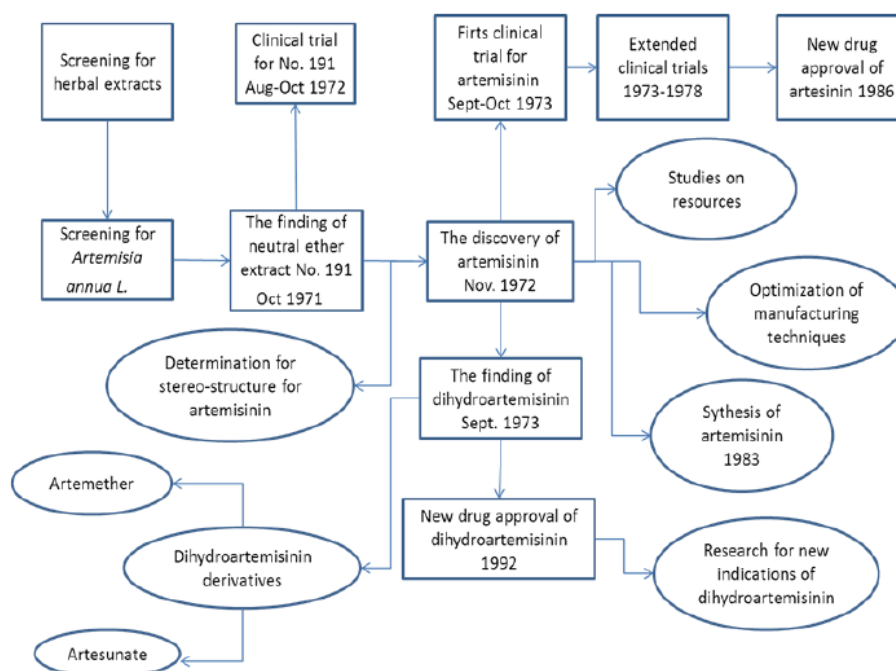 Screening for
herbal extracts
Clinical trial
for No. 191
Aug-Oct 1972
Firts clinical
trial for
artemisinin
Sept-Oct 1973
Extended
clinical trials
1973-1978
New drug
approval of
artesinin 1986
Studies on
resources
Screening for
Artemisia
annua L.
The finding of
neutral ether
extract No. 191
Oct 1971
The discovery of
artemisinin
Nov. 1972
Optimization of
manufacturing
techniques
Determination for
stereo-structure for
artemisinin
The finding of
dihydroartemisinin
Sept. 1973
Sythesis of
artemisinin
1983
Artemether
New drug approval of
dihydroartemisinin
1992
Dihydroartemisinin
derivatives
Research for new
indications of
dihydroartemisinin
Artesunate